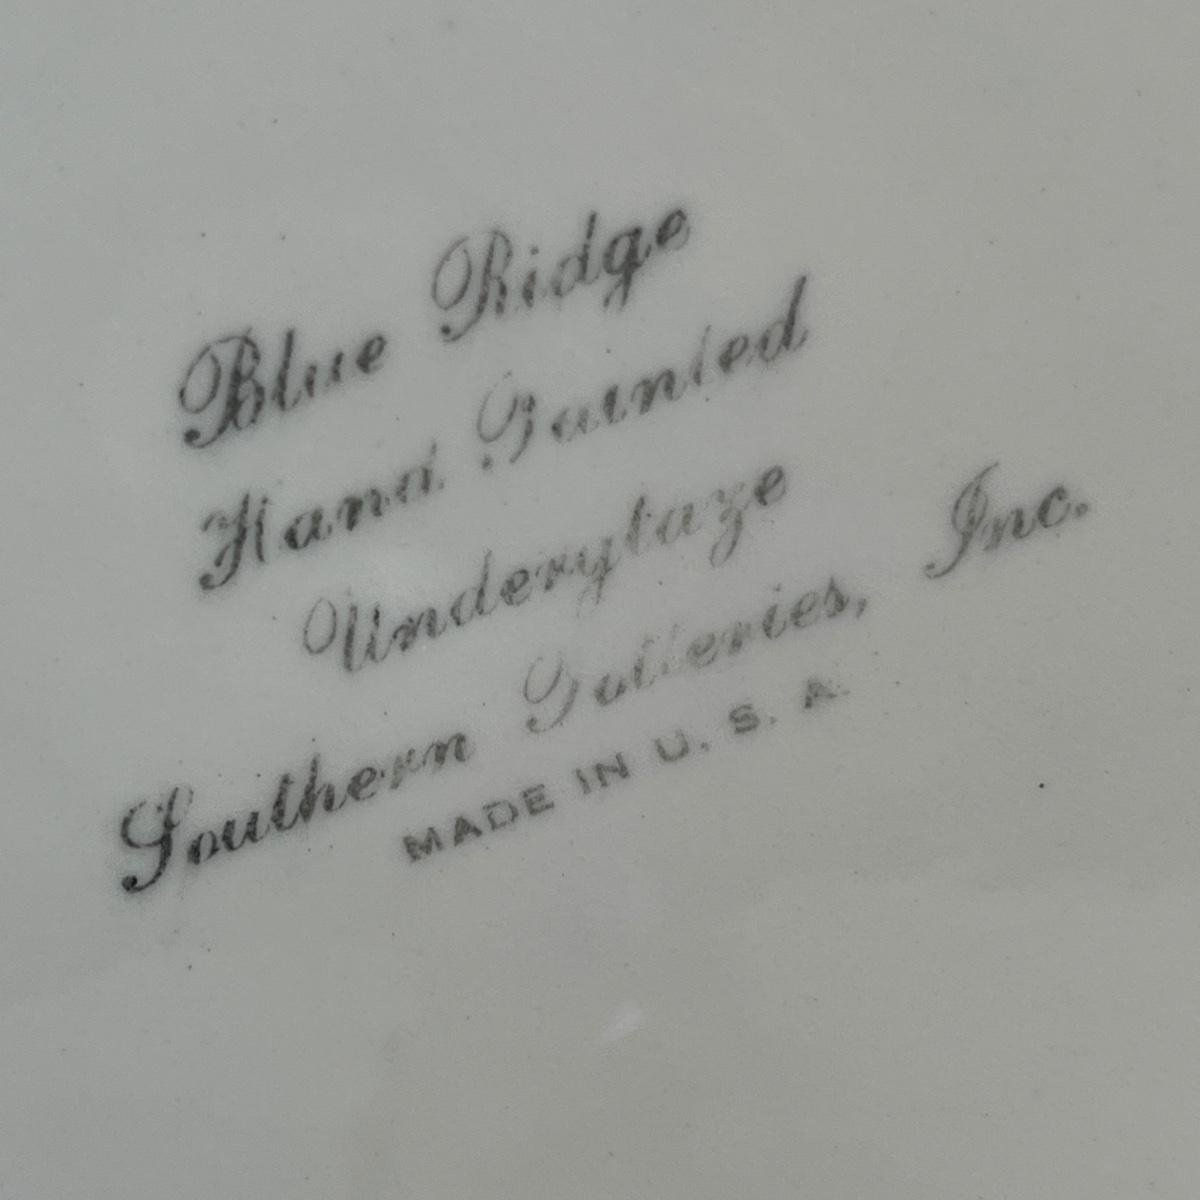 Blue Ridge
Hand Painted
Underglaze
Southern Potteries, Inc.
MADE IN U. S. A.